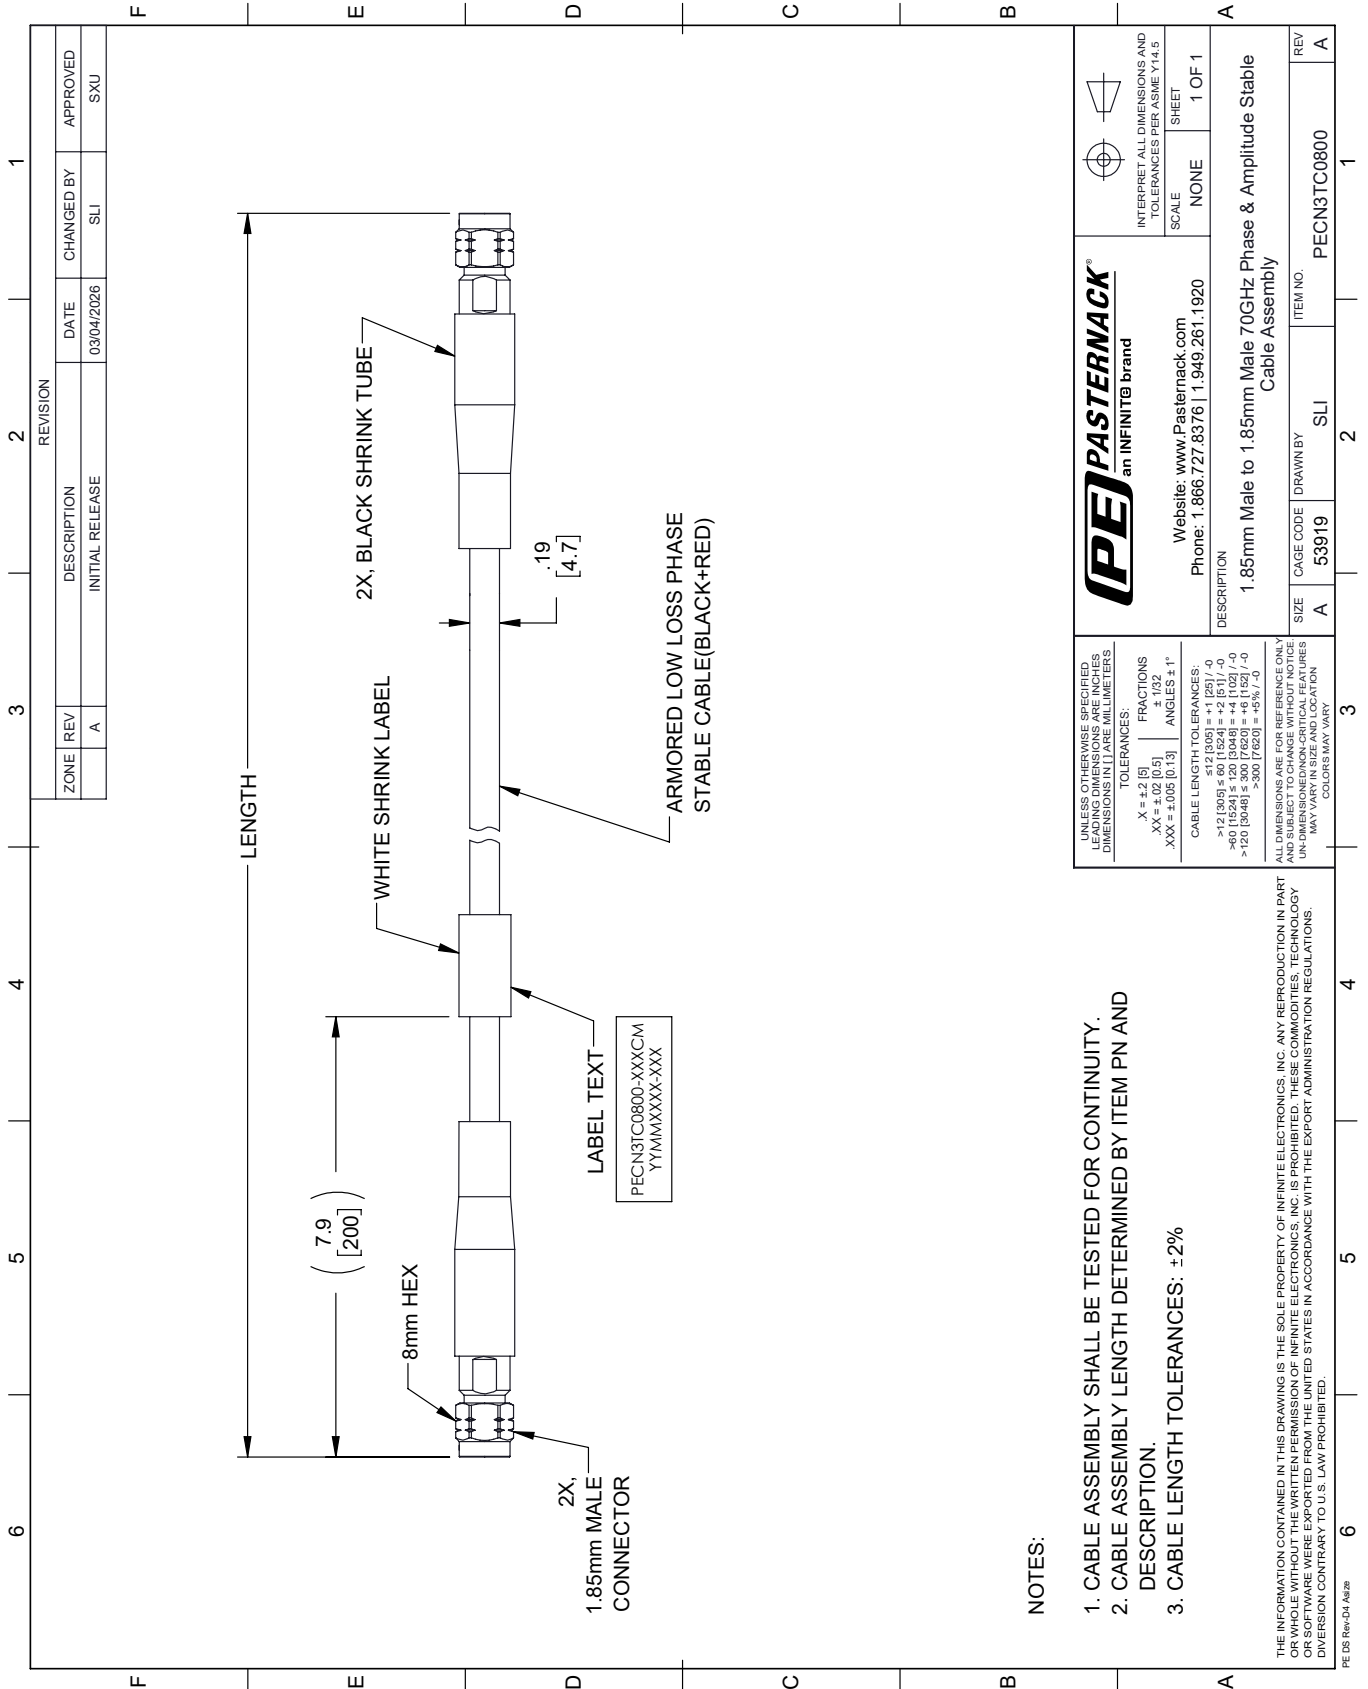 REVISION
ZONE REV DESCRIPTION DATE CHANGED BY APPROVED
A INITIAL RELEASE 03/04/2026 SLI SXU
6 5 4 3 2 1
F
E
D
C
B
A
LENGTH
7.9
[200]
8mm HEX
WHITE SHRINK LABEL
2X, BLACK SHRINK TUBE
.19
[4.7]
2X,
1.85mm MALE
CONNECTOR
LABEL TEXT
PECN3TC0800-XXXCM
YYMMXXXX-XXX
ARMORED LOW LOSS PHASE
STABLE CABLE(BLACK+RED)
NOTES:
1. CABLE ASSEMBLY SHALL BE TESTED FOR CONTINUITY.
2. CABLE ASSEMBLY LENGTH DETERMINED BY ITEM PN AND
DESCRIPTION.
3. CABLE LENGTH TOLERANCES: ±2%
THE INFORMATION CONTAINED IN THIS DRAWING IS THE SOLE PROPERTY OF INFINITE ELECTRONICS, INC. ANY REPRODUCTION IN PART
OR WHOLE WITHOUT THE WRITTEN PERMISSION OF INFINITE ELECTRONICS, INC. IS PROHIBITED. THESE COMMODITIES, TECHNOLOGY
OR SOFTWARE WERE EXPORTED FROM THE UNITED STATES IN ACCORDANCE WITH THE EXPORT ADMINISTRATION REGULATIONS.
DIVERSION CONTRARY TO U.S. LAW PROHIBITED.
UNLESS OTHERWISE SPECIFIED
LEADING DIMENSIONS ARE INCHES
DIMENSIONS IN [ ] ARE MILLIMETERS
TOLERANCES:
.X = ±.2 [5] FRACTIONS
.XX = ±.02 [0.5] ± 1/32
.XXX = ±.005 [0.13] ANGLES ± 1°
CABLE LENGTH TOLERANCES:
≤12 [305] = +1 [25] / -0
>12 [305] ≤ 60 [1524] = +2 [51] / -0
>60 [1524] ≤ 120 [3048] = +4 [102] / -0
>120 [3048] ≤ 300 [7620] = +6 [152] / -0
>300 [7620] = +5% / -0
ALL DIMENSIONS ARE FOR REFERENCE ONLY
AND SUBJECT TO CHANGE WITHOUT NOTICE.
UN-DIMENSIONED/NON-CRITICAL FEATURES
MAY VARY IN SIZE AND LOCATION
COLORS MAY VARY
PE PASTERNACK®
an INFINIT@ brand
Website: www.Pasternack.com
Phone: 1.866.727.8376 | 1.949.261.1920
INTERPRET ALL DIMENSIONS AND
TOLERANCES PER ASME Y14.5
SCALE SHEET
NONE 1 OF 1
DESCRIPTION
1.85mm Male to 1.85mm Male 70GHz Phase & Amplitude Stable
Cable Assembly
SIZE CAGE CODE DRAWN BY ITEM NO. REV
A 53919 SLI PECN3TC0800 A
F
E
D
C
B
A
6 5 4 3 2 1
PE DS Rev-D4 Asize